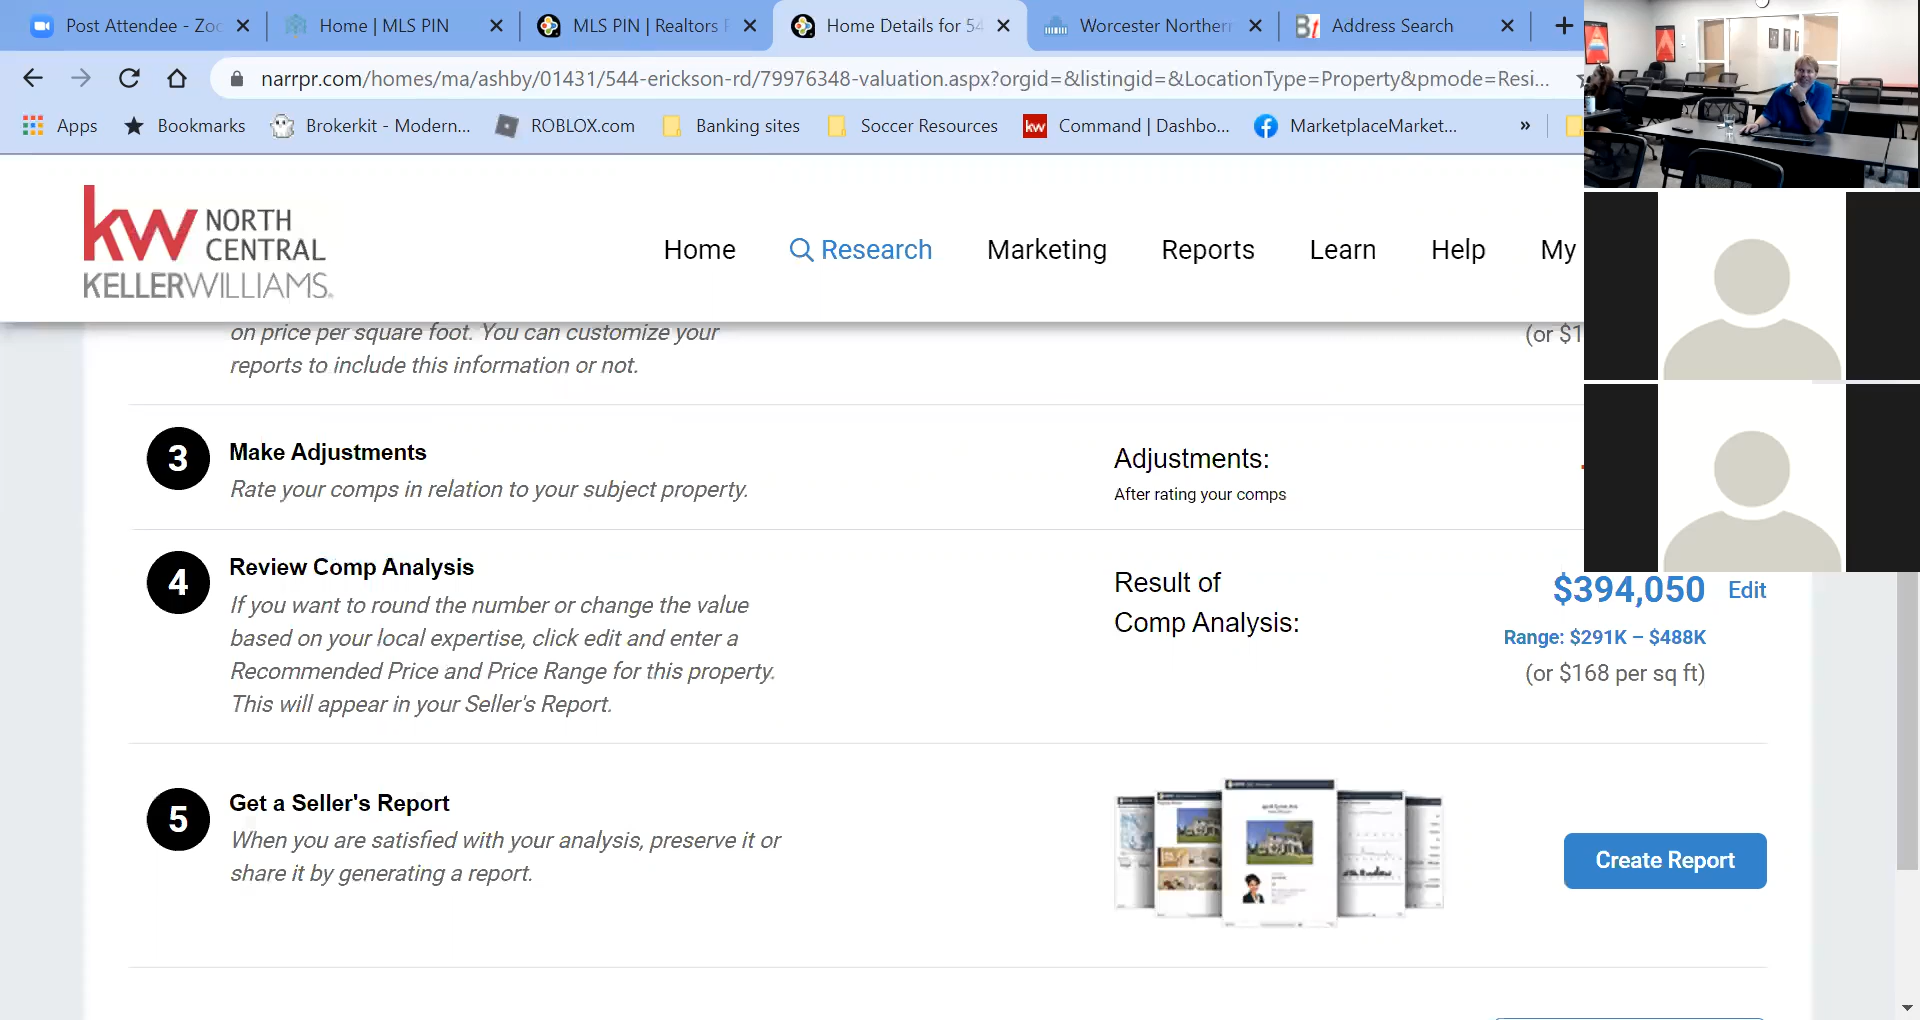 Post Attendee - Zoo
Home | MLS PIN
MLS PIN | Realtors P
Home Details for 54
Worcester Northern
Address Search
narrpr.com/homes/ma/ashby/01431/544-erickson-rd/79976348-valuation.aspx?orgid=&listingid=&LocationType=Property&pmode=Resi...
Apps
Bookmarks
Brokerkit - Modern...
ROBLOX.com
Banking sites
Soccer Resources
kw
Command | Dashbo...
MarketplaceMarket...
»
kw NORTH
CENTRAL
KELLERWILLIAMS.
Home
Research
Marketing
Reports
Learn
Help
My
on price per square foot. You can customize your
reports to include this information or not.
(or $1
3
Make Adjustments
Rate your comps in relation to your subject property.
Adjustments:
After rating your comps
4
Review Comp Analysis
If you want to round the number or change the value
based on your local expertise, click edit and enter a
Recommended Price and Price Range for this property.
This will appear in your Seller's Report.
Result of
Comp Analysis:
$394,050 Edit
Range: $291K – $488K
(or $168 per sq ft)
5
Get a Seller's Report
When you are satisfied with your analysis, preserve it or
share it by generating a report.
Create Report